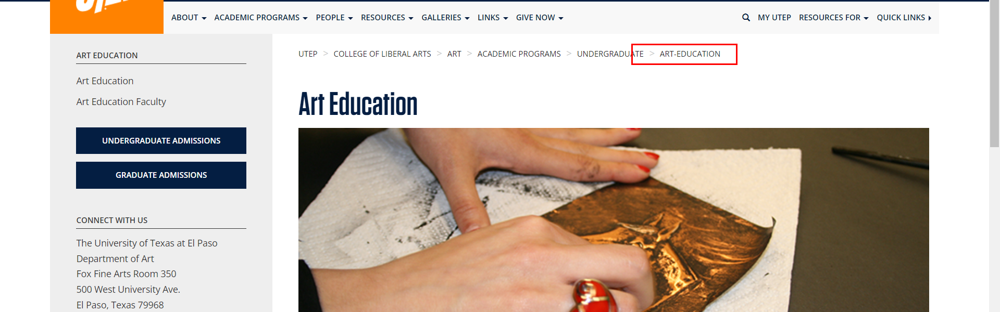 ABOUT ACADEMIC PROGRAMS PEOPLE RESOURCES GALLERIES LINKS GIVE NOW MY UTEP RESOURCES FOR QUICK LINKS
UTEP > COLLEGE OF LIBERAL ARTS > ART > ACADEMIC PROGRAMS > UNDERGRADUATE > ART-EDUCATION
ART EDUCATION
Art Education
Art Education Faculty
UNDERGRADUATE ADMISSIONS
GRADUATE ADMISSIONS
CONNECT WITH US
The University of Texas at El Paso
Department of Art
Fox Fine Arts Room 350
500 West University Ave.
El Paso, Texas 79968
Art Education